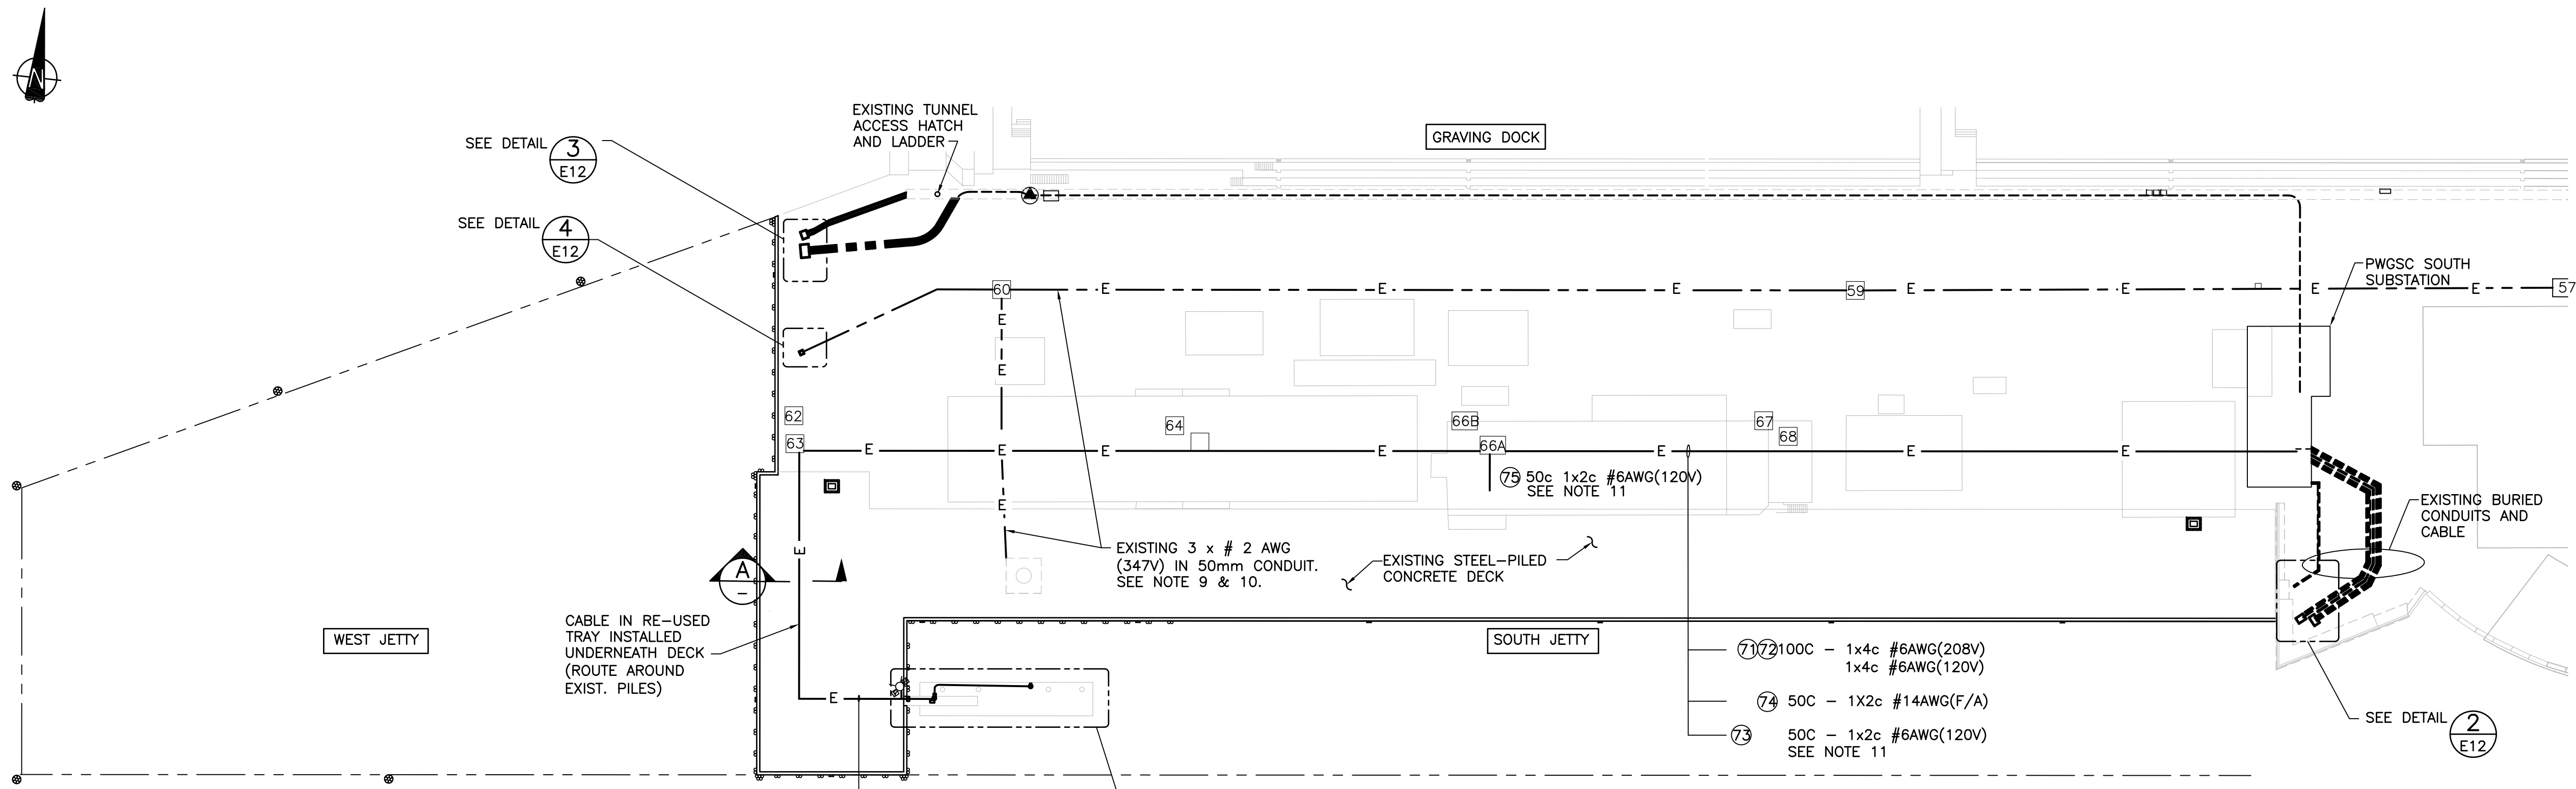 N
EXISTING TUNNEL
ACCESS HATCH
AND LADDER
GRAVING DOCK
SEE DETAIL 3
E12
SEE DETAIL 4
E12
PWGSC SOUTH
SUBSTATION
60 E E E E 59 E E E E 57
E
E
62
64
66B
67
68
63 E E E E 66A E E E
75 50c 1x2c #6AWG(120V)
SEE NOTE 11
E
E
EXISTING BURIED
CONDUITS AND
CABLE
EXISTING 3 x # 2 AWG
(347V) IN 50mm CONDUIT.
SEE NOTE 9 & 10.
EXISTING STEEL-PILED
CONCRETE DECK
A
-
CABLE IN RE-USED
TRAY INSTALLED
UNDERNEATH DECK
(ROUTE AROUND
EXIST. PILES)
WEST JETTY
SOUTH JETTY
71 72 100C - 1x4c #6AWG(208V)
1x4c #6AWG(120V)
74 50C - 1X2c #14AWG(F/A)
73 50C - 1x2c #6AWG(120V)
SEE NOTE 11
E
SEE DETAIL 2
E12